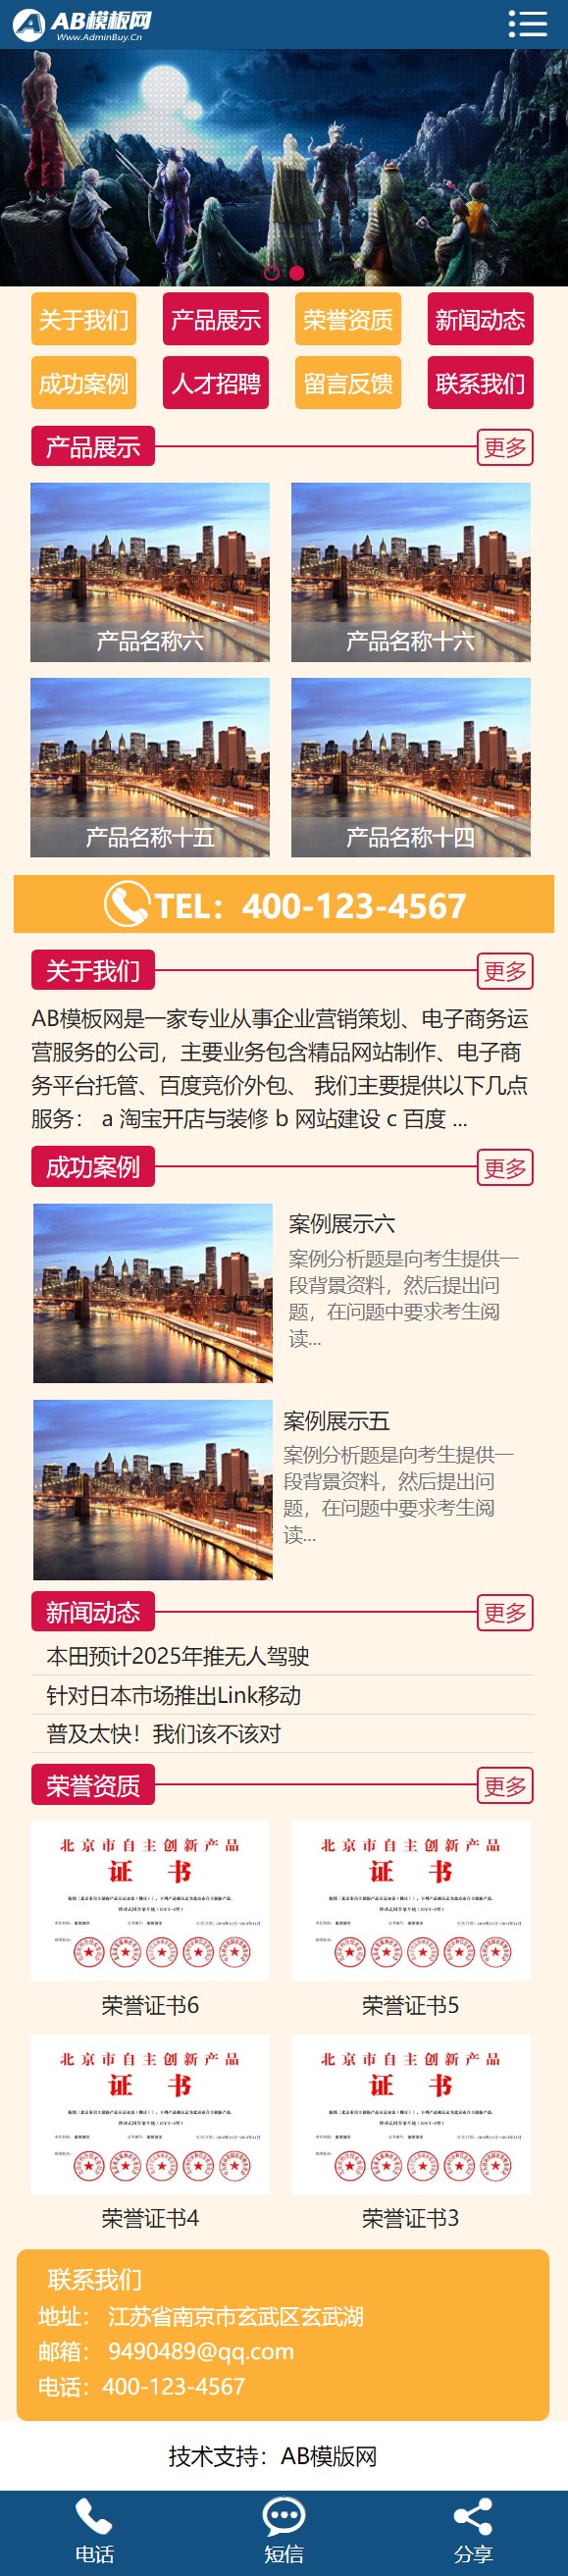 AB模板网
Www.AdminBuy.Cn
关于我们 产品展示 荣誉资质 新闻动态
成功案例 人才招聘 留言反馈 联系我们
产品展示 更多
产品名称六 产品名称十六
产品名称十五 产品名称十四
TEL：400-123-4567
关于我们 更多
AB模板网是一家专业从事企业营销策划、电子商务运
营服务的公司，主要业务包含精品网站制作、电子商
务平台托管、百度竞价外包、 我们主要提供以下几点
服务： a 淘宝开店与装修 b 网站建设 c 百度 ...
成功案例 更多
案例展示六
案例分析题是向考生提供一
段背景资料，然后提出问
题，在问题中要求考生阅
读...
案例展示五
案例分析题是向考生提供一
段背景资料，然后提出问
题，在问题中要求考生阅
读...
新闻动态 更多
本田预计2025年推无人驾驶
针对日本市场推出Link移动
普及太快！我们该不该对
荣誉资质 更多
北京市自主创新产品 北京市自主创新产品
证 书 证 书
荣誉证书6 荣誉证书5
北京市自主创新产品 北京市自主创新产品
证 书 证 书
荣誉证书4 荣誉证书3
联系我们
地址： 江苏省南京市玄武区玄武湖
邮箱： 9490489@qq.com
电话：400-123-4567
技术支持：AB模版网
电话 短信 分享